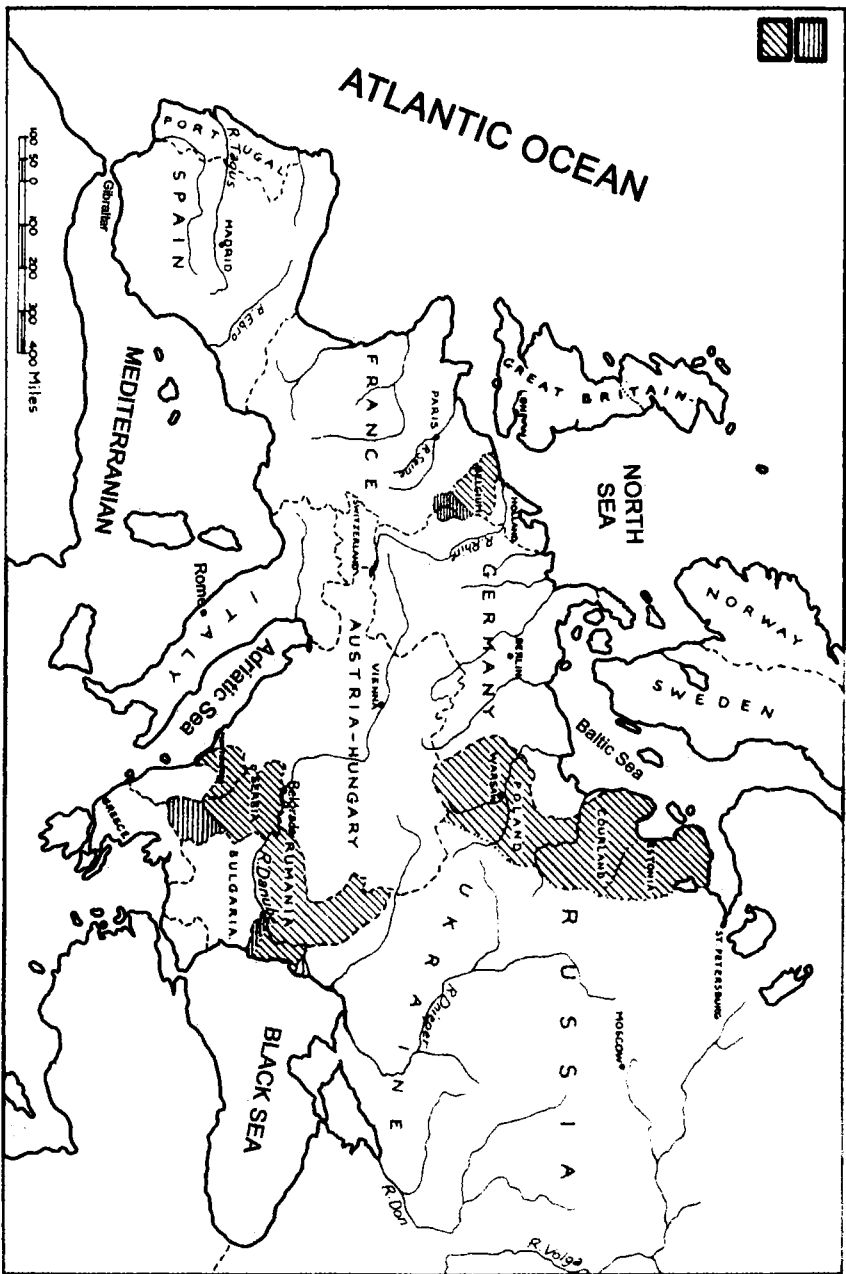 ATLANTIC OCEAN
NORTH
SEA
NORWAY
SWEDEN
Baltic Sea
ST PETERSBURG
MOSCOW
RUSSIA
ESTONIA
COURLAND
POLAND
WARSAW
GREAT BRITAIN
LONDON
HOLLAND
BELGIUM
GERMANY
BERLIN
R. Rhine
PARIS
R. Seine
FRANCE
SWITZERLAND
AUSTRIA-HUNGARY
VIENNA
UKRAINE
R. Dnieper
R. Don
R. Volga
PORTUGAL
R Tagus
SPAIN
MADRID
R. Ebro
Gibraltar
MEDITERRANIAN
ITALY
Rome
Adriatic Sea
SERBIA
Belgrade
RUMANIA
R. Danube
BULGARIA
GREECE
BLACK SEA
100 50 0 100 200 300 400 Miles